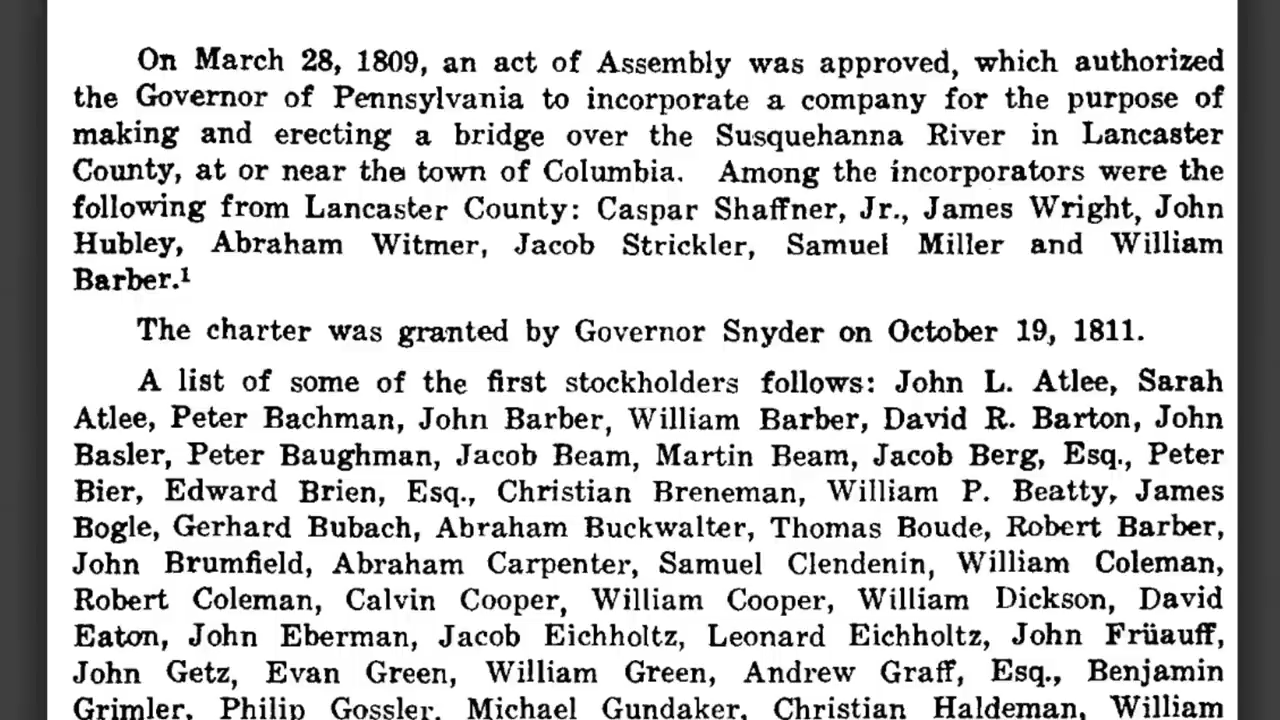 On March 28, 1809, an act of Assembly was approved, which authorized
the Governor of Pennsylvania to incorporate a company for the purpose of
making and erecting a bridge over the Susquehanna River in Lancaster
County, at or near the town of Columbia. Among the incorporators were the
following from Lancaster County: Caspar Shaffner, Jr., James Wright, John
Hubley, Abraham Witmer, Jacob Strickler, Samuel Miller and William
Barber.¹
The charter was granted by Governor Snyder on October 19, 1811.
A list of some of the first stockholders follows: John L. Atlee, Sarah
Atlee, Peter Bachman, John Barber, William Barber, David R. Barton, John
Basler, Peter Baughman, Jacob Beam, Martin Beam, Jacob Berg, Esq., Peter
Bier, Edward Brien, Esq., Christian Breneman, William P. Beatty, James
Bogle, Gerhard Bubach, Abraham Buckwalter, Thomas Boude, Robert Barber,
John Brumfield, Abraham Carpenter, Samuel Clendenin, William Coleman,
Robert Coleman, Calvin Cooper, William Cooper, William Dickson, David
Eaton, John Eberman, Jacob Eichholtz, Leonard Eichholtz, John Früauff,
John Getz, Evan Green, William Green, Andrew Graff, Esq., Benjamin
Grimler, Philip Gossler, Michael Gundaker, Christian Haldeman, William